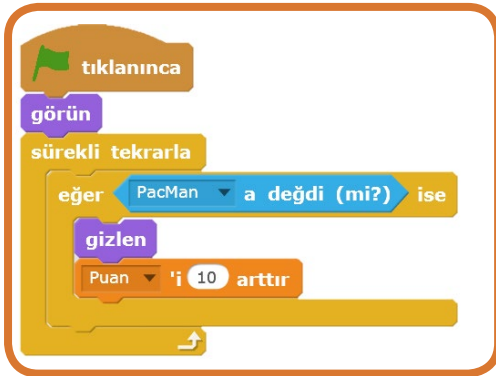 tıklanınca
görün
sürekli tekrarla
eğer PacMan a değdi (mi?) ise
gizlen
Puan 'i 10 arttır